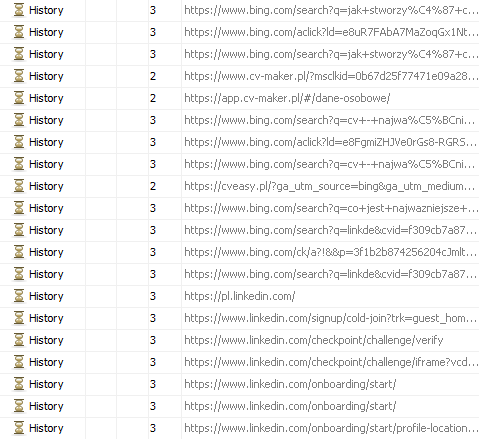 History 3 https://www.bing.com/search?q=jak+stworzy%C4%87+c...
History 3 https://www.bing.com/aclick?ld=e8uR7FAbA7MaZoqGx1Nt...
History 3 https://www.bing.com/search?q=jak+stworzy%C4%87+c...
History 2 https://www.cv-maker.pl/?msclkid=0b67d25f77471e09a28...
History 2 https://app.cv-maker.pl/#/dane-osobowe/
History 3 https://www.bing.com/search?q=cv+-+najwa%C5%BCni...
History 3 https://www.bing.com/aclick?ld=e8FgmiZHJVe0rGs8-RGRS...
History 3 https://www.bing.com/search?q=cv+-+najwa%C5%BCni...
History 2 https://cveasy.pl/?ga_utm_source=bing&ga_utm_medium...
History 3 https://www.bing.com/search?q=co+jest+najwazniejsze+...
History 3 https://www.bing.com/search?q=linkde&cvid=f309cb7a87...
History 3 https://www.bing.com/ck/a?!&&p=3f1b2b874256204cJmlt...
History 3 https://www.bing.com/search?q=linkde&cvid=f309cb7a87...
History 3 https://pl.linkedin.com/
History 3 https://www.linkedin.com/signup/cold-join?trk=guest_hom...
History 3 https://www.linkedin.com/checkpoint/challenge/verify
History 3 https://www.linkedin.com/checkpoint/challenge/iframe?vcd...
History 3 https://www.linkedin.com/onboarding/start/
History 3 https://www.linkedin.com/onboarding/start/
History 3 https://www.linkedin.com/onboarding/start/profile-location...